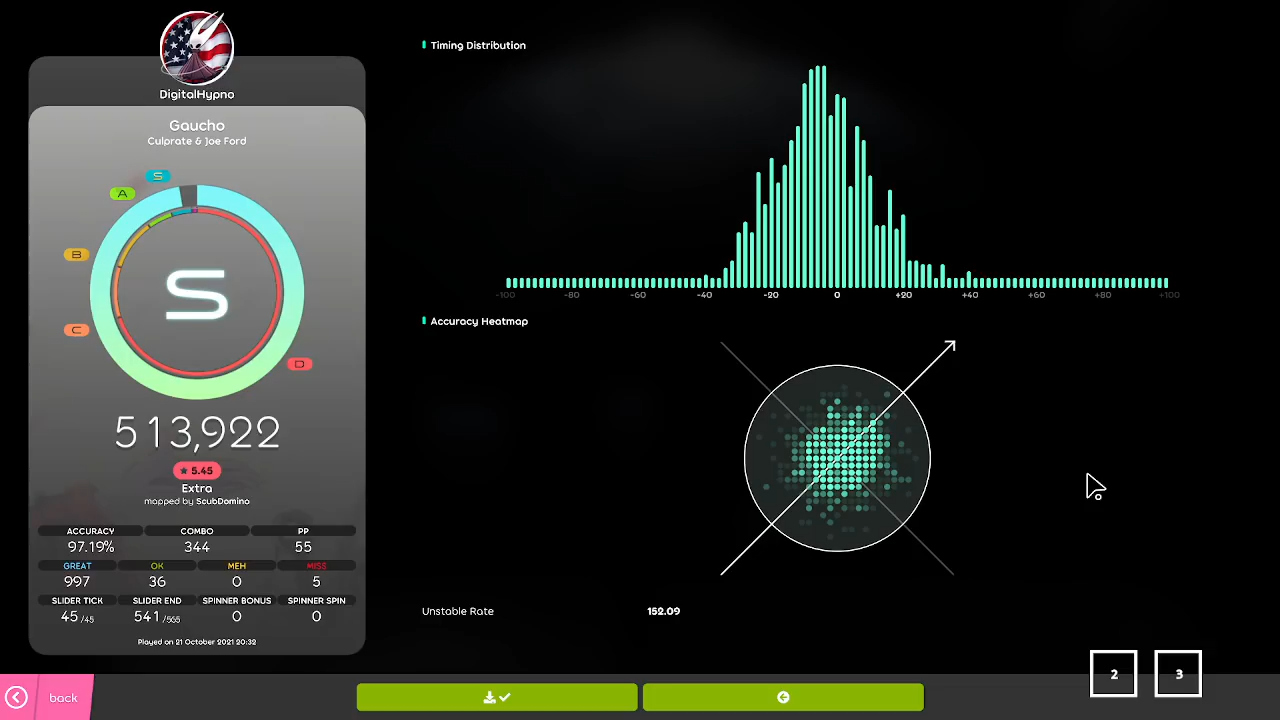 DigitalHypno
Gaucho
Culprate & Joe Ford
S
A
B
C
D
S
513,922
★ 5.45
Extra
mapped by ScubDomino
ACCURACY COMBO PP
97.19% 344 55
GREAT OK MEH MISS
997 36 0 5
SLIDER TICK SLIDER END SPINNER BONUS SPINNER SPIN
45/45 541/565 0 0
Played on 21 October 2021 20:32
Timing Distribution
-100 -80 -60 -40 -20 0 +20 +40 +60 +80 +100
Accuracy Heatmap
Unstable Rate 152.09
2 3
back